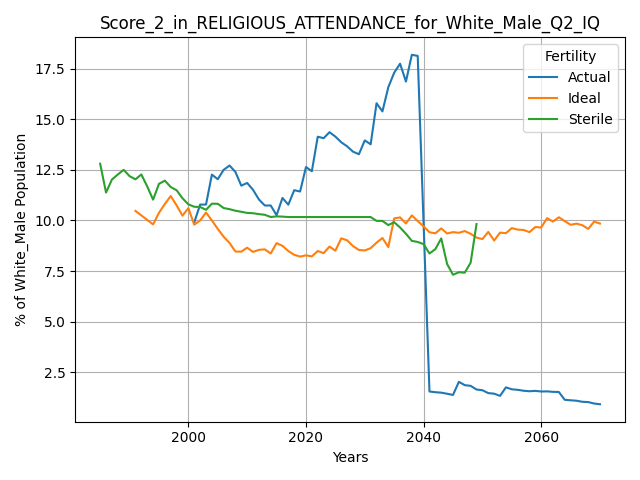 Score_2_in_RELIGIOUS_ATTENDANCE_for_White_Male_Q2_IQ
Fertility
Actual
Ideal
Sterile
% of White_Male Population
17.5
15.0
12.5
10.0
7.5
5.0
2.5
2000
2020
2040
2060
Years